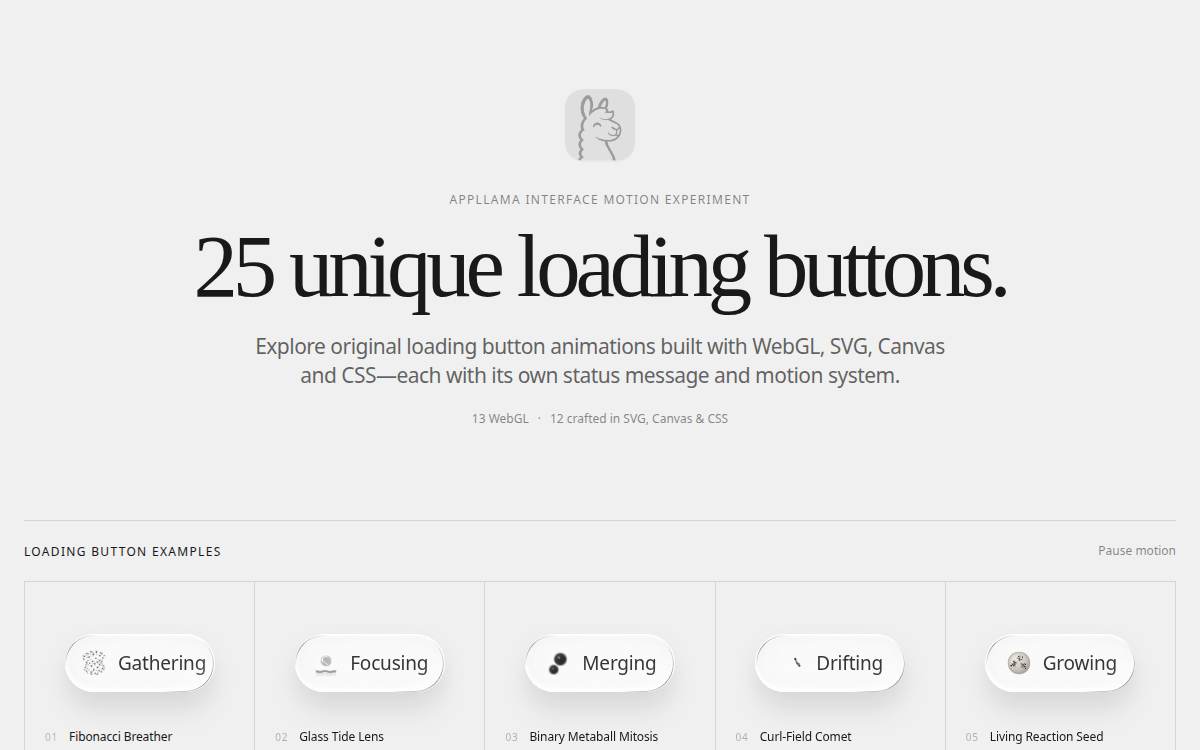 APPLLAMA INTERFACE MOTION EXPERIMENT
25 unique loading buttons.
Explore original loading button animations built with WebGL, SVG, Canvas
and CSS—each with its own status message and motion system.
13 WebGL · 12 crafted in SVG, Canvas & CSS
LOADING BUTTON EXAMPLES
Pause motion
Gathering
Focusing
Merging
Drifting
Growing
01 Fibonacci Breather
02 Glass Tide Lens
03 Binary Metaball Mitosis
04 Curl-Field Comet
05 Living Reaction Seed